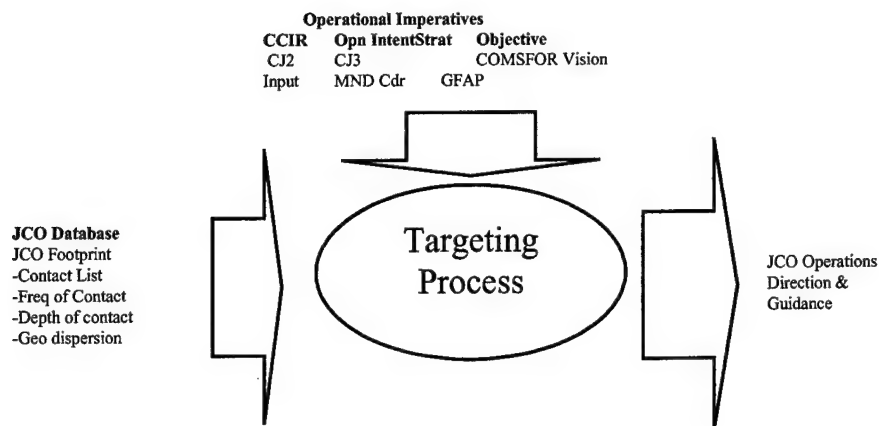 Operational Imperatives
CCIR Opn IntentStrat Objective
CJ2 CJ3 COMSFOR Vision
Input MND Cdr GFAP
JCO Database
JCO Footprint
-Contact List
-Freq of Contact
-Depth of contact
-Geo dispersion
Targeting
Process
JCO Operations
Direction &
Guidance